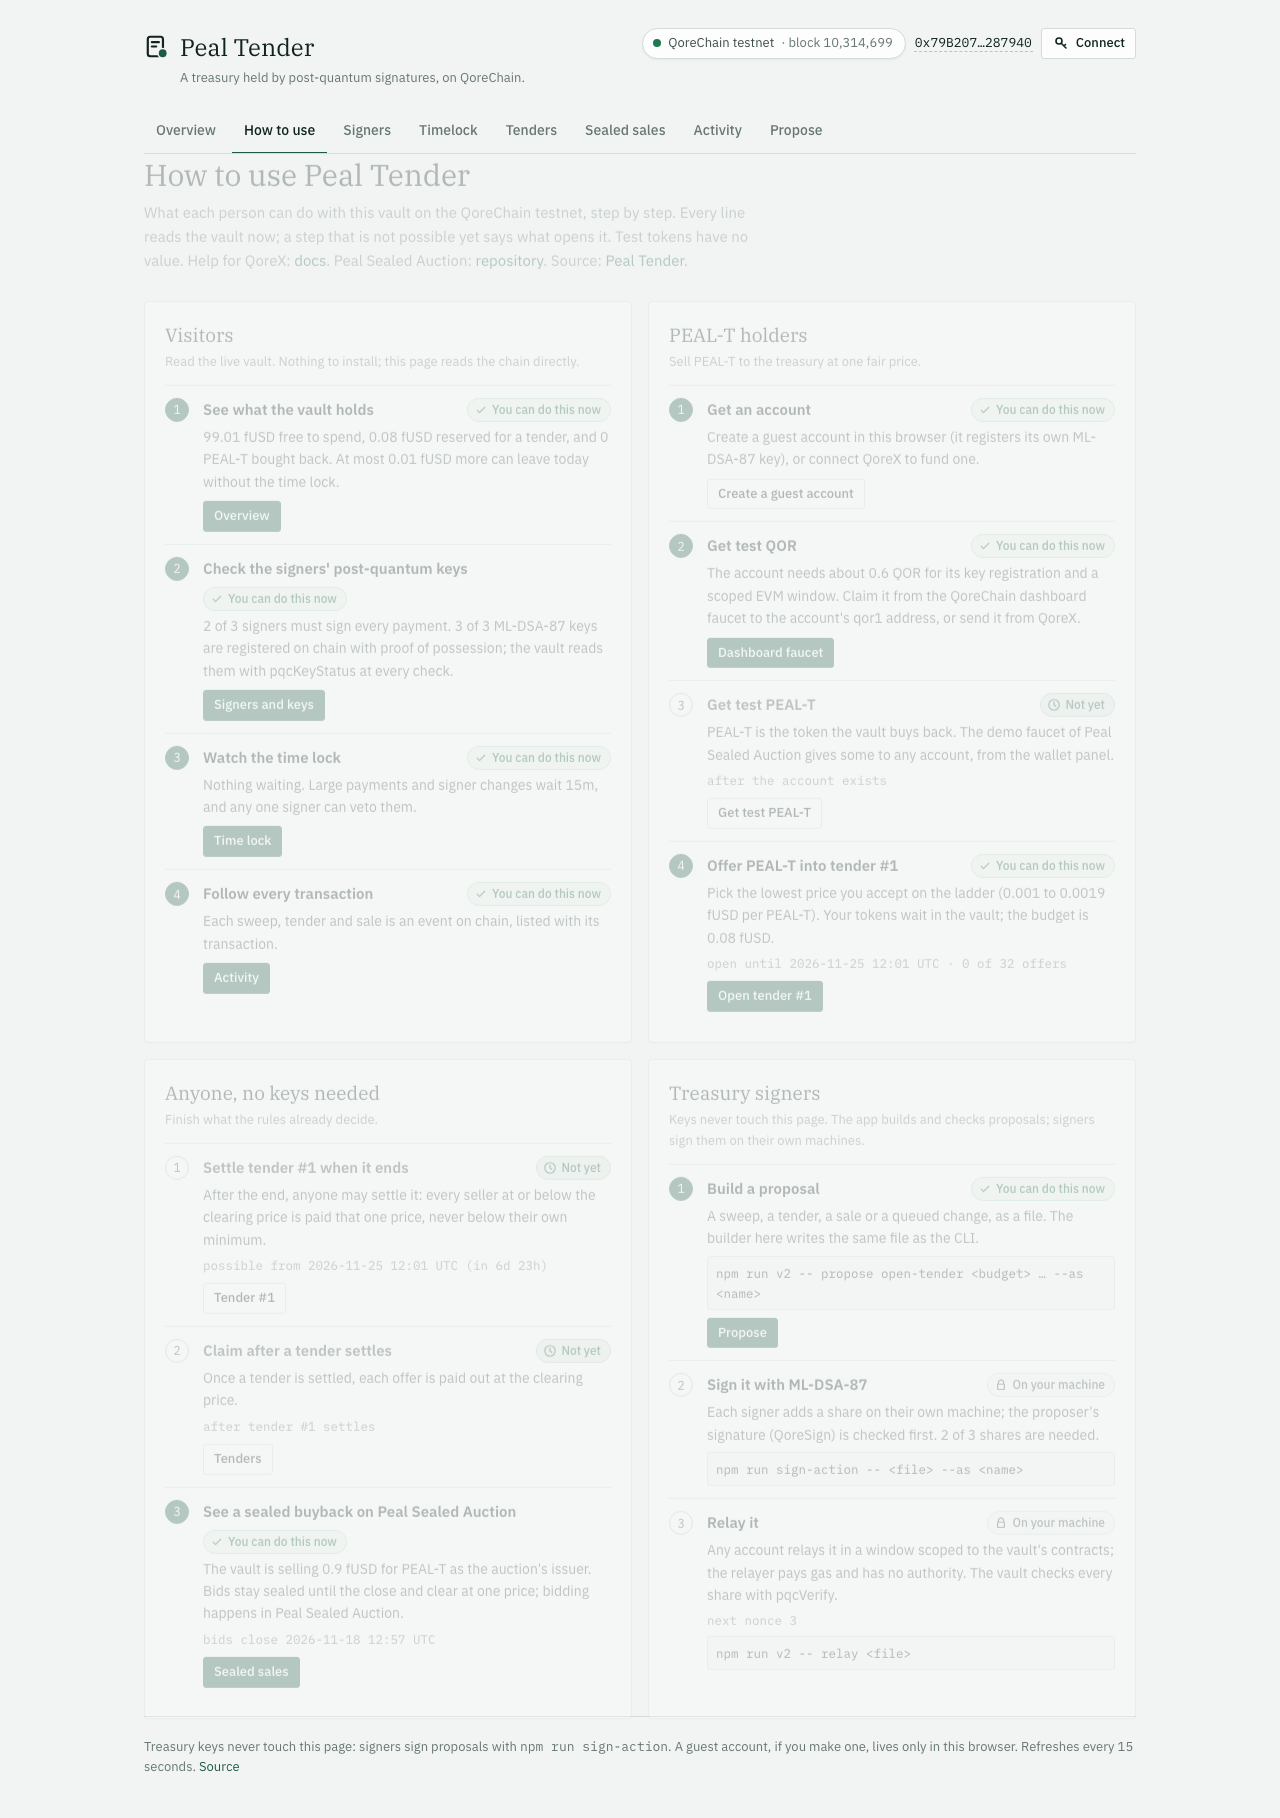 Peal Tender
A treasury held by post-quantum signatures, on QoreChain.
QoreChain testnet · block 10,314,699
0x79B207…287940
Connect
Overview How to use Signers Timelock Tenders Sealed sales Activity Propose
How to use Peal Tender
What each person can do with this vault on the QoreChain testnet, step by step. Every line
reads the vault now; a step that is not possible yet says what opens it. Test tokens have no
value. Help for QoreX: docs. Peal Sealed Auction: repository. Source: Peal Tender.
Visitors
Read the live vault. Nothing to install; this page reads the chain directly.
1 See what the vault holds You can do this now
99.01 fUSD free to spend, 0.08 fUSD reserved for a tender, and 0
PEAL-T bought back. At most 0.01 fUSD more can leave today
without the time lock.
Overview
2 Check the signers' post-quantum keys
You can do this now
2 of 3 signers must sign every payment. 3 of 3 ML-DSA-87 keys
are registered on chain with proof of possession; the vault reads
them with pqcKeyStatus at every check.
Signers and keys
3 Watch the time lock You can do this now
Nothing waiting. Large payments and signer changes wait 15m,
and any one signer can veto them.
Time lock
4 Follow every transaction You can do this now
Each sweep, tender and sale is an event on chain, listed with its
transaction.
Activity
PEAL-T holders
Sell PEAL-T to the treasury at one fair price.
1 Get an account You can do this now
Create a guest account in this browser (it registers its own ML-
DSA-87 key), or connect QoreX to fund one.
Create a guest account
2 Get test QOR You can do this now
The account needs about 0.6 QOR for its key registration and a
scoped EVM window. Claim it from the QoreChain dashboard
faucet to the account's qor1 address, or send it from QoreX.
Dashboard faucet
3 Get test PEAL-T Not yet
PEAL-T is the token the vault buys back. The demo faucet of Peal
Sealed Auction gives some to any account, from the wallet panel.
after the account exists
Get test PEAL-T
4 Offer PEAL-T into tender #1 You can do this now
Pick the lowest price you accept on the ladder (0.001 to 0.0019
fUSD per PEAL-T). Your tokens wait in the vault; the budget is
0.08 fUSD.
open until 2026-11-25 12:01 UTC · 0 of 32 offers
Open tender #1
Anyone, no keys needed
Finish what the rules already decide.
1 Settle tender #1 when it ends Not yet
After the end, anyone may settle it: every seller at or below the
clearing price is paid that one price, never below their own
minimum.
possible from 2026-11-25 12:01 UTC (in 6d 23h)
Tender #1
2 Claim after a tender settles Not yet
Once a tender is settled, each offer is paid out at the clearing
price.
after tender #1 settles
Tenders
3 See a sealed buyback on Peal Sealed Auction
You can do this now
The vault is selling 0.9 fUSD for PEAL-T as the auction's issuer.
Bids stay sealed until the close and clear at one price; bidding
happens in Peal Sealed Auction.
bids close 2026-11-18 12:57 UTC
Sealed sales
Treasury signers
Keys never touch this page. The app builds and checks proposals; signers
sign them on their own machines.
1 Build a proposal You can do this now
A sweep, a tender, a sale or a queued change, as a file. The
builder here writes the same file as the CLI.
npm run v2 -- propose open-tender <budget> … --as
<name>
Propose
2 Sign it with ML-DSA-87 On your machine
Each signer adds a share on their own machine; the proposer's
signature (QoreSign) is checked first. 2 of 3 shares are needed.
npm run sign-action -- <file> --as <name>
3 Relay it On your machine
Any account relays it in a window scoped to the vault's contracts;
the relayer pays gas and has no authority. The vault checks every
share with pqcVerify.
next nonce 3
npm run v2 -- relay <file>
Treasury keys never touch this page: signers sign proposals with npm run sign-action. A guest account, if you make one, lives only in this browser. Refreshes every 15
seconds. Source